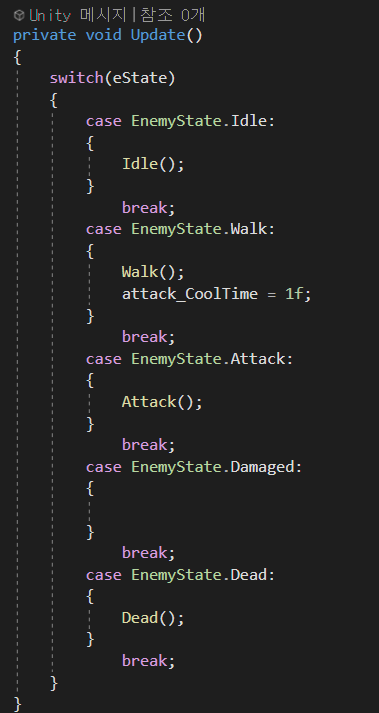 Unity 메시지|참조 0개
private void Update()
{
switch(eState)
{
case EnemyState.Idle:
{
Idle();
}
break;
case EnemyState.Walk:
{
Walk();
attack_CoolTime = 1f;
}
break;
case EnemyState.Attack:
{
Attack();
}
break;
case EnemyState.Damaged:
{
}
break;
case EnemyState.Dead:
{
Dead();
}
break;
}
}